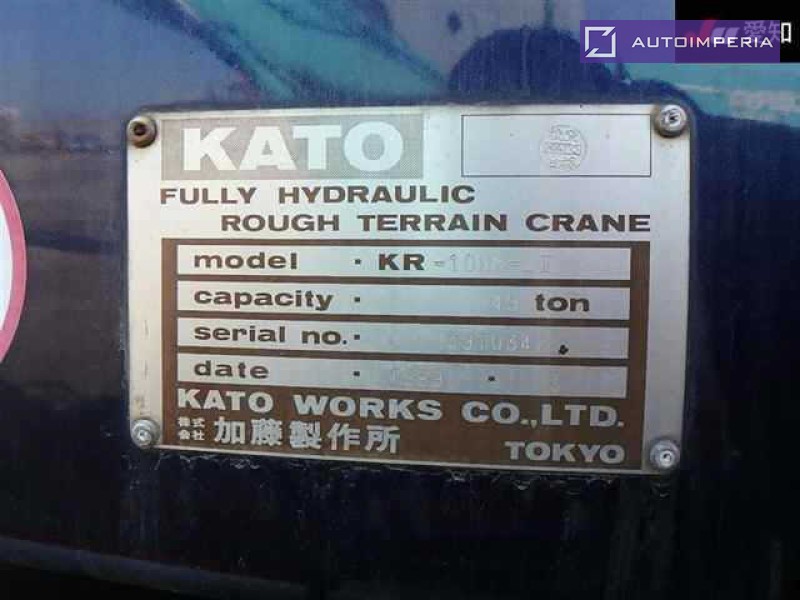 AUTOIMPERIA
知
KATO
FULLY HYDRAULIC
ROUGH TERRAIN CRANE
model · KR
capacity · ton
serial no. ·
date · ·
KATO WORKS CO.,LTD.
株式会社 加藤製作所 TOKYO